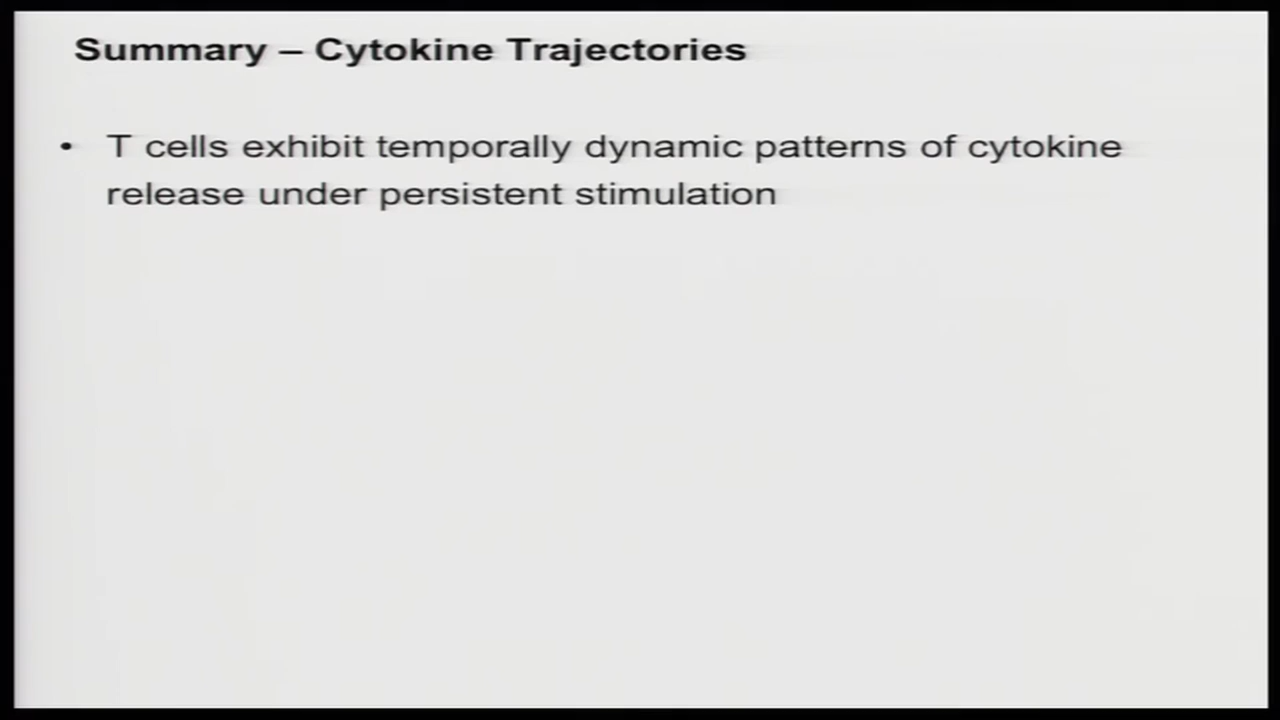 Summary – Cytokine Trajectories
• T cells exhibit temporally dynamic patterns of cytokine
release under persistent stimulation